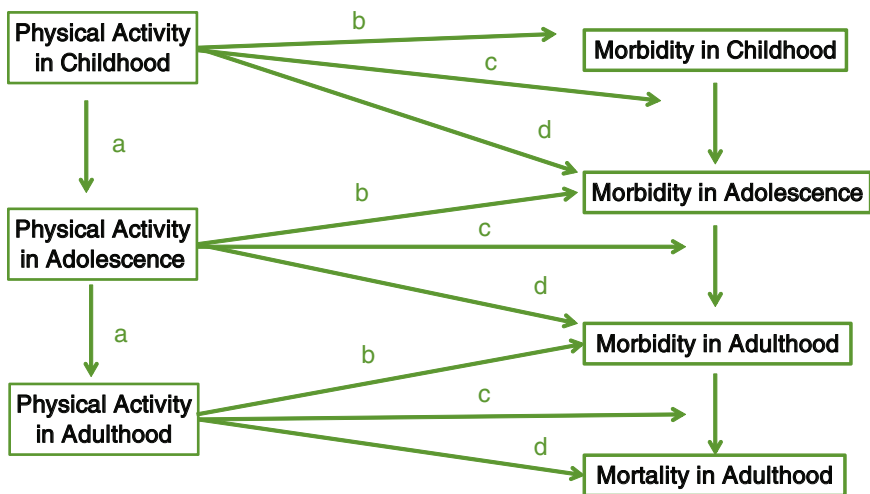 Physical Activity
in Childhood
b
Morbidity in Childhood
c
a
d
Morbidity in Adolescence
b
Physical Activity
in Adolescence
c
d
a
Morbidity in Adulthood
b
Physical Activity
in Adulthood
c
d
Mortality in Adulthood